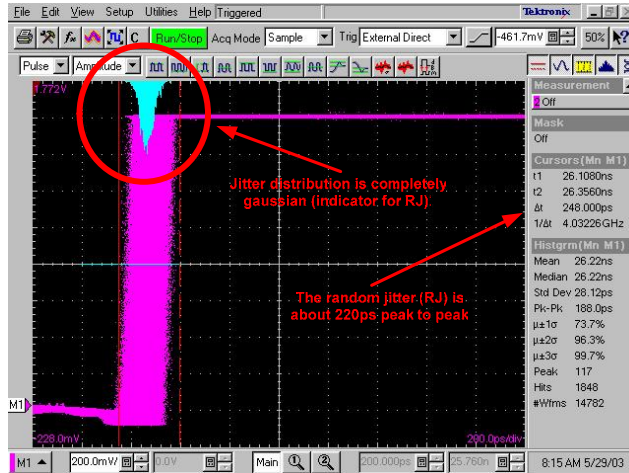 File Edit View Setup Utilities Help Triggered Tektronix
C Run/Stop Acq Mode Sample Trig External Direct -461.7mV 50%
Pulse Amplitude
1.772V
Jitter distribution is completely
gaussian (indicator for RJ)
The random jitter (RJ) is
about 220ps peak to peak
M1
-228.0mV
200.0ps/div
Measurement
2 Off
Mask
Off
Cursors(Mn M1)
t1 26.1080ns
t2 26.3560ns
Δt 248.000ps
1/Δt 4.03226GHz
Histgrm(Mn M1)
Mean 26.22ns
Median 26.22ns
Std Dev 28.12ps
Pk-Pk 188.0ps
µ±1σ 73.7%
µ±2σ 96.3%
µ±3σ 99.7%
Peak 117
Hits 1848
#Wfms 14782
M1 200.0mV/ 0.0V Main 200.000ps 25.760n 8:15 AM 5/29/03